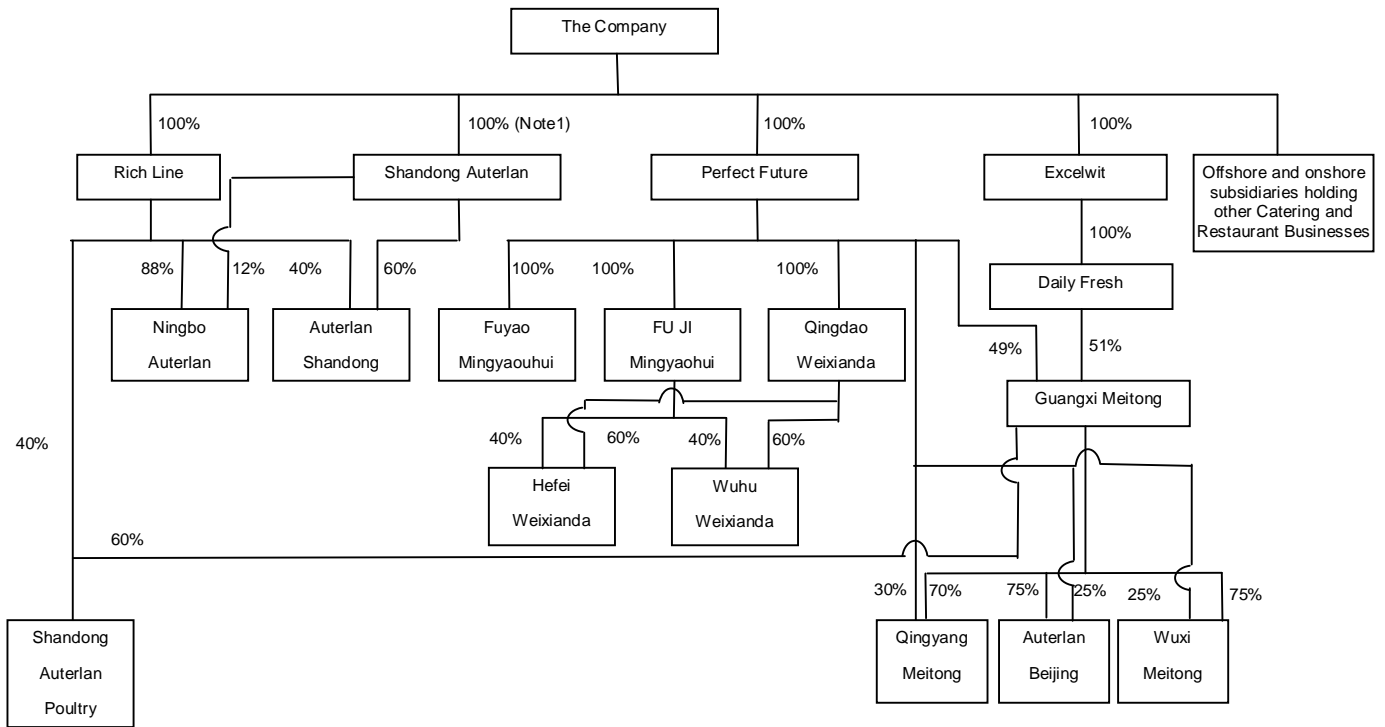 The Company
100%
100% (Note1)
100%
100%
Rich Line
Shandong Auterlan
Perfect Future
Excelwit
Offshore and onshore
subsidiaries holding
other Catering and
Restaurant Businesses
100%
88%
12%
40%
60%
100%
100%
100%
Daily Fresh
Ningbo
Auterlan
Auterlan
Shandong
Fuyao
Mingyaouhui
FU JI
Mingyaohui
Qingdao
Weixianda
49%
51%
Guangxi Meitong
40%
40%
60%
40%
60%
Hefei
Weixianda
Wuhu
Weixianda
60%
30%
70%
75%
25%
25%
75%
Shandong
Auterlan
Poultry
Qingyang
Meitong
Auterlan
Beijing
Wuxi
Meitong